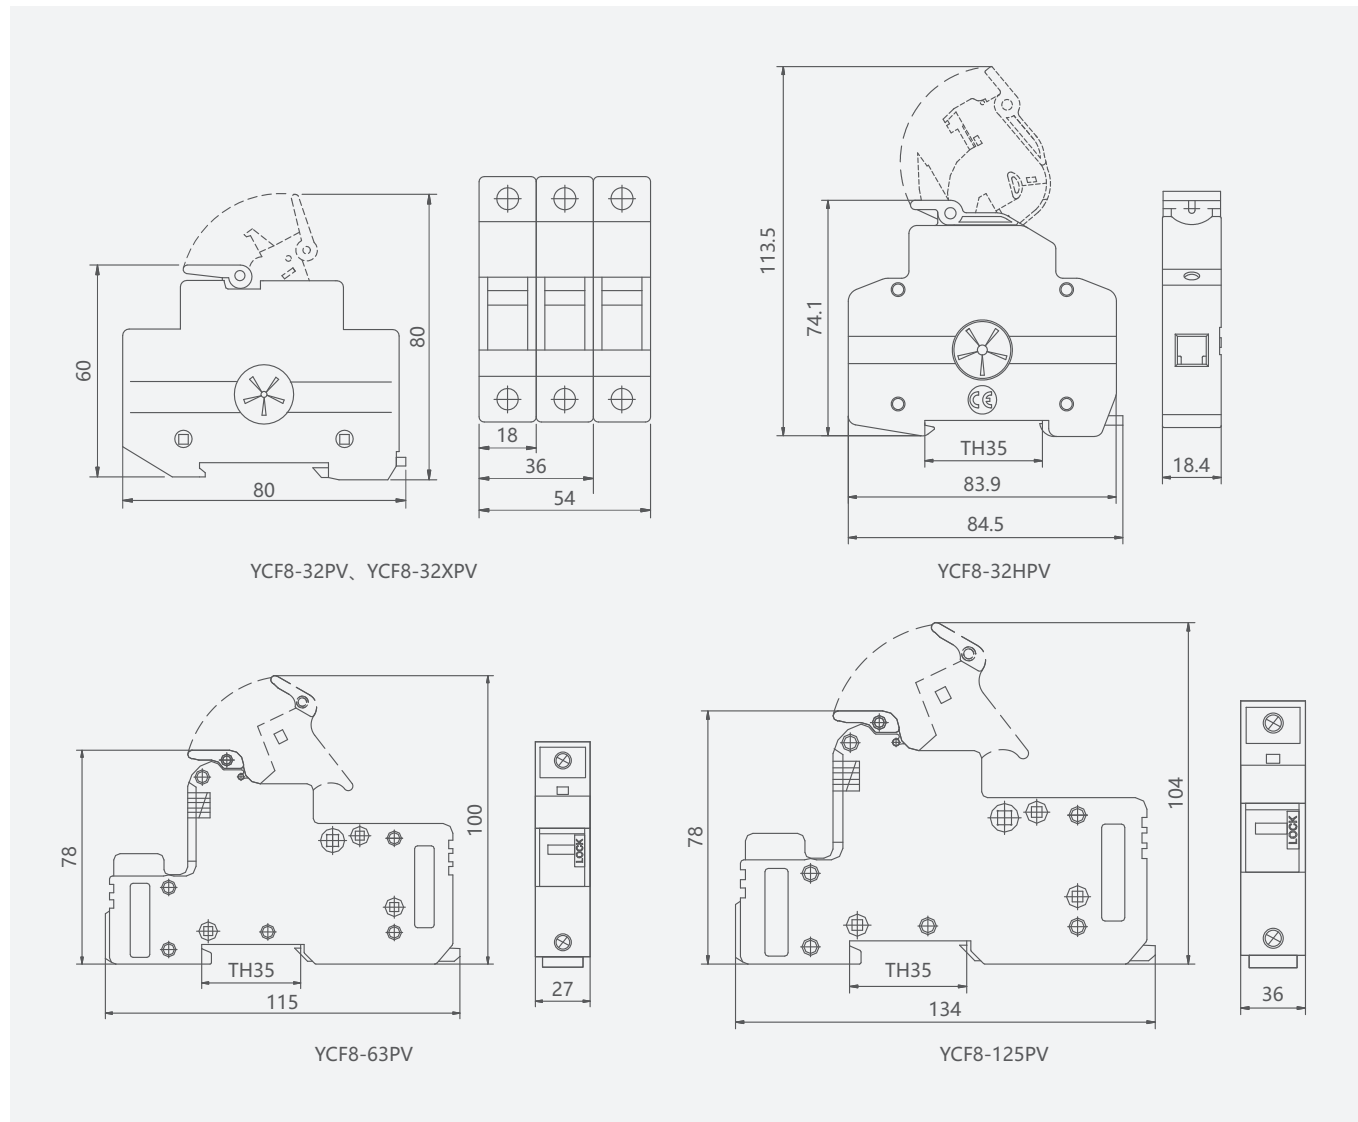 60
80
80
18
36
54
YCF8-32PV、YCF8-32XPV
113.5
74.1
CE
TH35
83.9
84.5
18.4
YCF8-32HPV
78
100
TH35
115
LOCK
27
YCF8-63PV
78
104
TH35
134
LOCK
36
YCF8-125PV